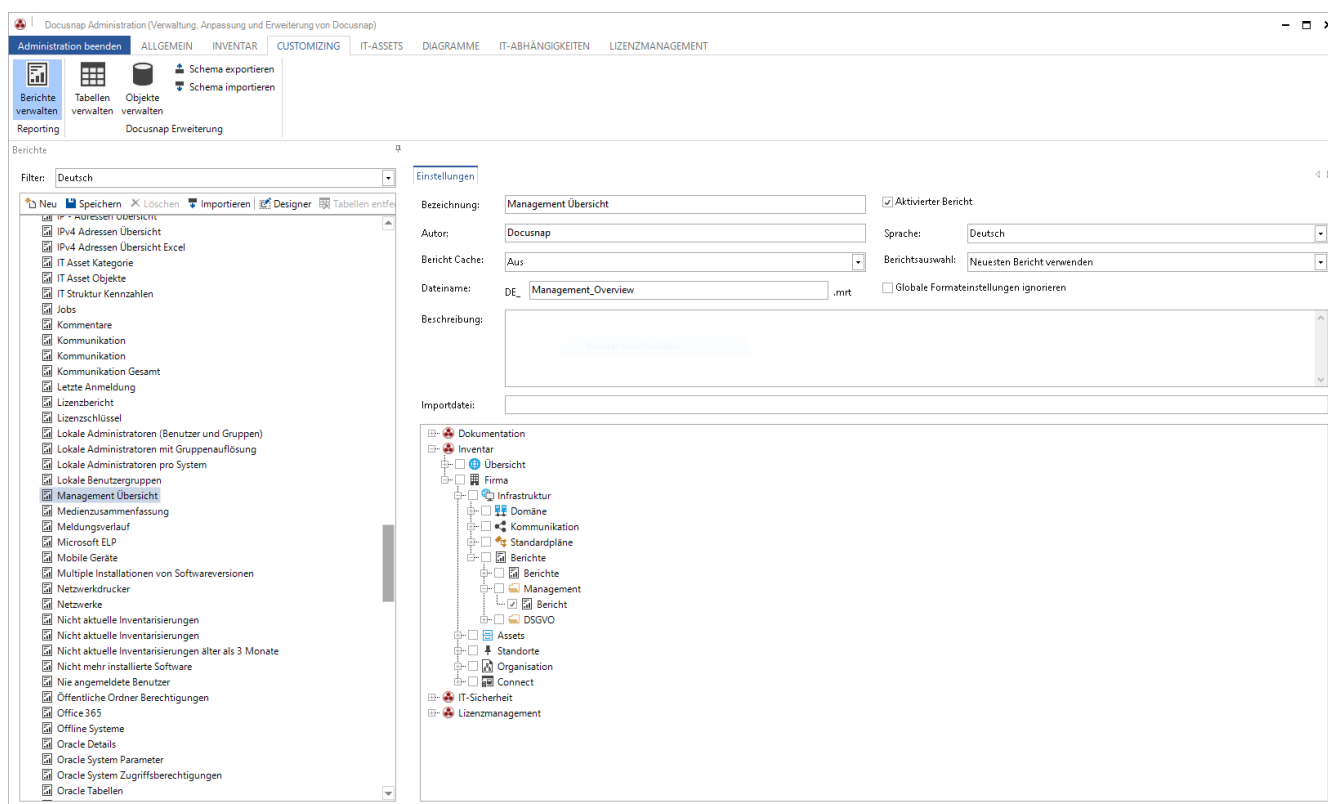 Docusnap Administration (Verwaltung, Anpassung und Erweiterung von Docusnap)
Administration beenden ALLGEMEIN INVENTAR CUSTOMIZING IT-ASSETS DIAGRAMME IT-ABHÄNGIGKEITEN LIZENZMANAGEMENT
Berichte verwalten
Tabellen verwalten
Objekte verwalten
Schema exportieren
Schema importieren
Reporting
Docusnap Erweiterung
Berichte
Filter: Deutsch
Neu Speichern Löschen Importieren Designer Tabellen entfe
IP - Adressen Übersicht
IPv4 Adressen Übersicht
IPv4 Adressen Übersicht Excel
IT Asset Kategorie
IT Asset Objekte
IT Struktur Kennzahlen
Jobs
Kommentare
Kommunikation
Kommunikation
Kommunikation Gesamt
Letzte Anmeldung
Lizenzbericht
Lizenzschlüssel
Lokale Administratoren (Benutzer und Gruppen)
Lokale Administratoren mit Gruppenauflösung
Lokale Administratoren pro System
Lokale Benutzergruppen
Management Übersicht
Medienzusammenfassung
Meldungsverlauf
Microsoft ELP
Mobile Geräte
Multiple Installationen von Softwareversionen
Netzwerkdrucker
Netzwerke
Nicht aktuelle Inventarisierungen
Nicht aktuelle Inventarisierungen
Nicht aktuelle Inventarisierungen älter als 3 Monate
Nicht mehr installierte Software
Nie angemeldete Benutzer
Öffentliche Ordner Berechtigungen
Office 365
Offline Systeme
Oracle Details
Oracle System Parameter
Oracle System Zugriffsberechtigungen
Oracle Tabellen
Einstellungen
Bezeichnung: Management Übersicht
Aktivierter Bericht
Autor: Docusnap
Sprache: Deutsch
Bericht Cache: Aus
Berichtsauswahl: Neuesten Bericht verwenden
Dateiname: DE_ Management_Overview .mrt
Globale Formateinstellungen ignorieren
Beschreibung:
Importdatei:
Dokumentation
Inventar
Übersicht
Firma
Infrastruktur
Domäne
Kommunikation
Standardpläne
Berichte
Berichte
Management
Bericht
DSGVO
Assets
Standorte
Organisation
Connect
IT-Sicherheit
Lizenzmanagement